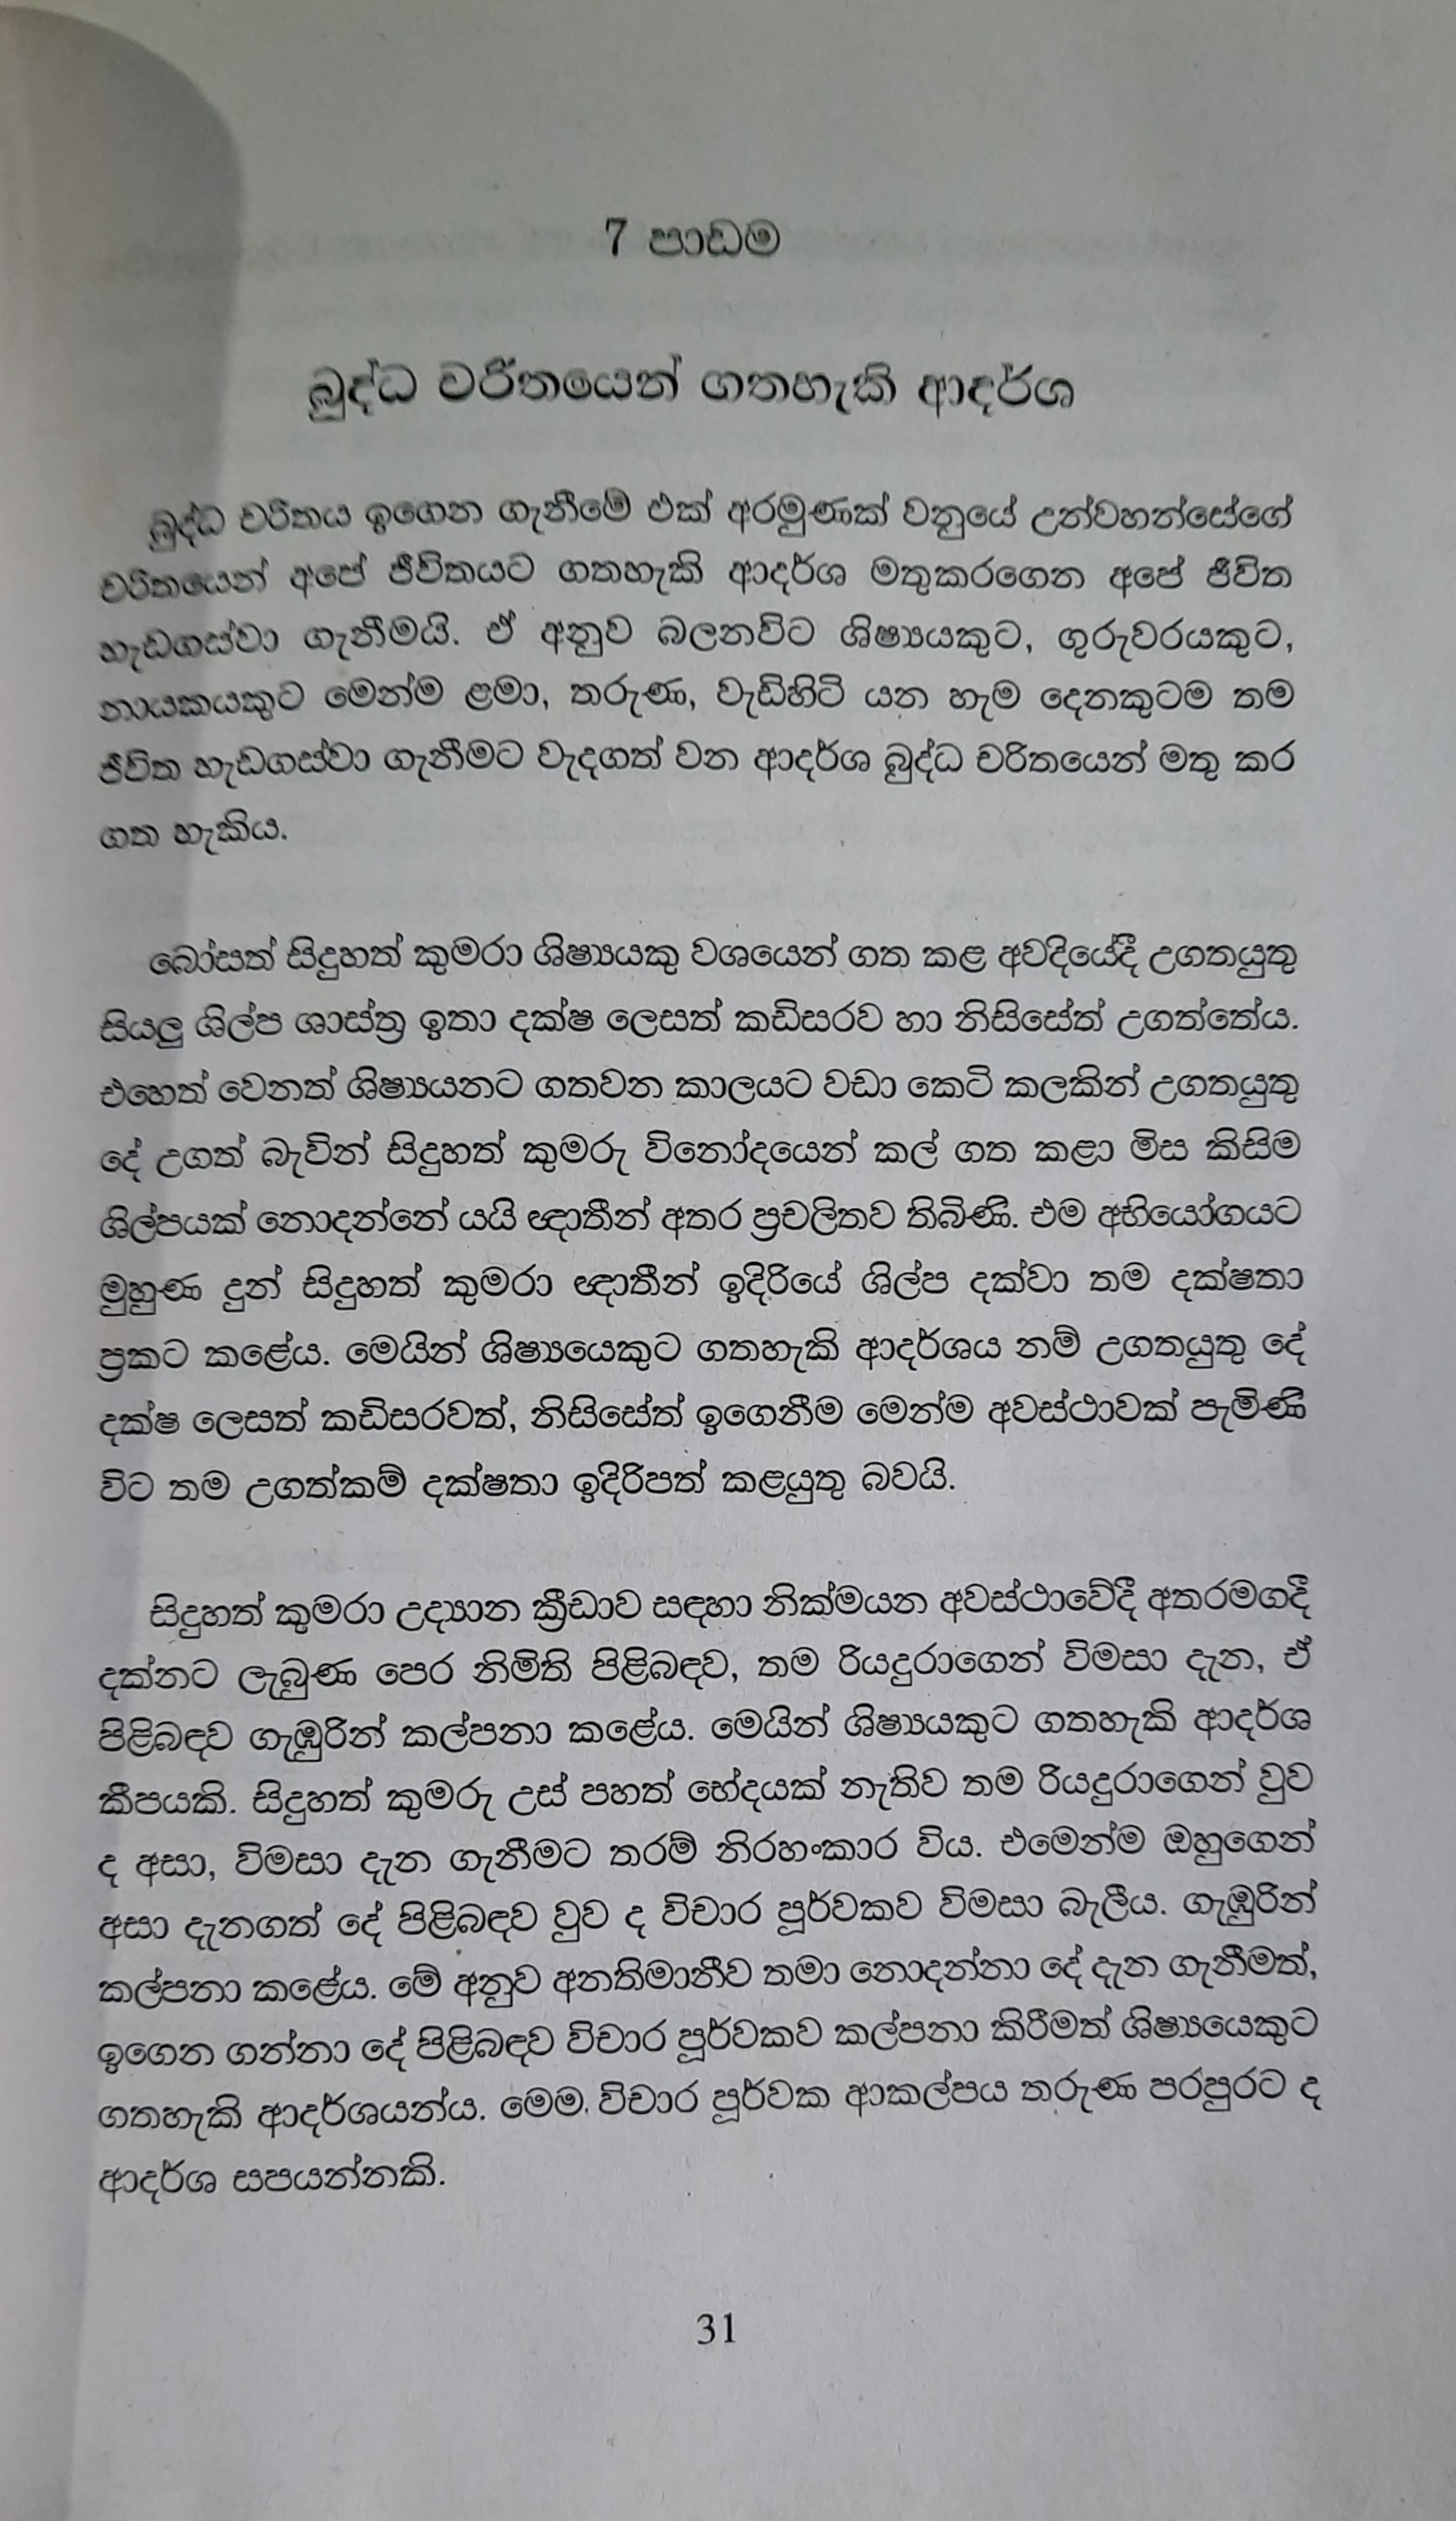 7 පාඩම
බුද්ධ චරිතයෙන් ගතහැකි ආදර්ශ
බුද්ධ චරිතය ඉගෙන ගැනීමේ එක් අරමුණක් වනුයේ උන්වහන්සේගේ
චරිතයෙන් අපේ ජීවිතයට ගතහැකි ආදර්ශ මතුකරගෙන අපේ ජීවිත
හැඩගස්වා ගැනීමයි. ඒ අනුව බලනවිට ශිෂ්‍යයකුට, ගුරුවරයකුට,
නායකයකුට මෙන්ම ළමා, තරුණ, වැඩිහිටි යන හැම දෙනකුටම තම
ජීවිත හැඩගස්වා ගැනීමට වැදගත් වන ආදර්ශ බුද්ධ චරිතයෙන් මතු කර
ගත හැකිය.
බෝසත් සිදුහත් කුමරා ශිෂ්‍යයකු වශයෙන් ගත කළ අවදියේදී උගතයුතු
සියලු ශිල්ප ශාස්ත්‍ර ඉතා දක්ෂ ලෙසත් කඩිසරව හා නිසිසේත් උගත්තේය.
එහෙත් වෙනත් ශිෂ්‍යයනට ගතවන කාලයට වඩා කෙටි කලකින් උගතයුතු
දේ උගත් බැවින් සිදුහත් කුමරු විනෝදයෙන් කල් ගත කළා මිස කිසිම
ශිල්පයක් නොදන්නේ යයි ඥාතීන් අතර ප්‍රචලිතව තිබිණි. එම අභියෝගයට
මුහුණ දුන් සිදුහත් කුමරා ඥාතීන් ඉදිරියේ ශිල්ප දක්වා තම දක්ෂතා
ප්‍රකට කළේය. මෙයින් ශිෂ්‍යයෙකුට ගතහැකි ආදර්ශය නම් උගතයුතු දේ
දක්ෂ ලෙසත් කඩිසරවත්, නිසිසේත් ඉගෙනීම මෙන්ම අවස්ථාවක් පැමිණි
විට තම උගත්කම් දක්ෂතා ඉදිරිපත් කළයුතු බවයි.
සිදුහත් කුමරා උද්‍යාන ක්‍රීඩාව සඳහා නික්මයන අවස්ථාවේදී අතරමගදී
දක්නට ලැබුණ පෙර නිමිති පිළිබඳව, තම රියදුරාගෙන් විමසා දැන, ඒ
පිළිබඳව ගැඹුරින් කල්පනා කළේය. මෙයින් ශිෂ්‍යයකුට ගතහැකි ආදර්ශ
කීපයකි. සිදුහත් කුමරු උස් පහත් භේදයක් නැතිව තම රියදුරාගෙන් වුව
ද අසා, විමසා දැන ගැනීමට තරම් නිරහංකාර විය. එමෙන්ම ඔහුගෙන්
අසා දැනගත් දේ පිළිබඳව වුව ද විචාර පූර්වකව විමසා බැලීය. ගැඹුරින්
කල්පනා කළේය. මේ අනුව අනතිමානීව තමා නොදන්නා දේ දැන ගැනීමත්,
ඉගෙන ගන්නා දේ පිළිබඳව විචාර පූර්වකව කල්පනා කිරීමත් ශිෂ්‍යයෙකුට
ගතහැකි ආදර්ශයන්ය. මෙම විචාර පූර්වක ආකල්පය තරුණ පරපුරට ද
ආදර්ශ සපයන්නකි.
31